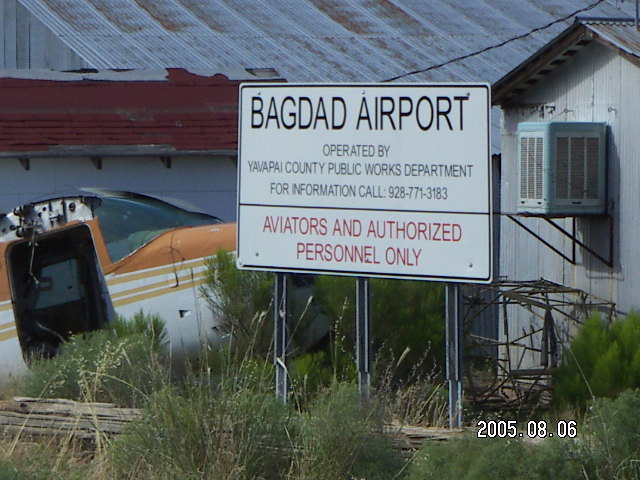 BAGDAD AIRPORT
OPERATED BY
YAVAPAI COUNTY PUBLIC WORKS DEPARTMENT
FOR INFORMATION CALL: 928-771-3183
AVIATORS AND AUTHORIZED
PERSONNEL ONLY
2005.08.06